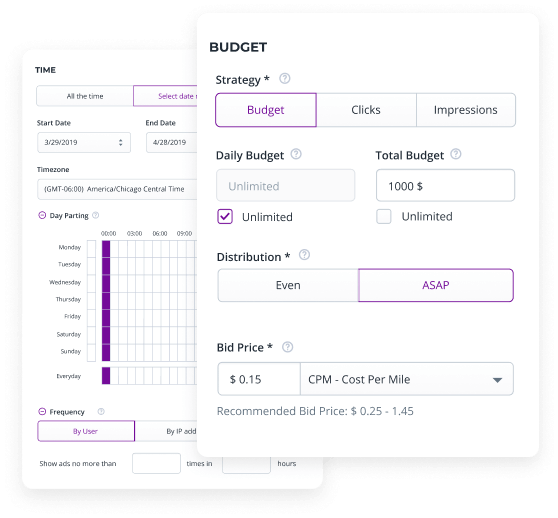 TIME
All the time
Select date
Start Date
End Date
3/29/2019
4/28/2019
Timezone
(GMT-06:00) America/Chicago Central Time
Day Parting
00:00 03:00 06:00 09:00
Monday
Tuesday
Wednesday
Thursday
Friday
Saturday
Sunday
Everyday
Frequency
By User
By IP add
Show ads no more than
times in
hours
BUDGET
Strategy *
Budget
Clicks
Impressions
Daily Budget
Total Budget
Unlimited
1000 $
Unlimited
Unlimited
Distribution *
Even
ASAP
Bid Price *
$ 0.15
CPM - Cost Per Mile
Recommended Bid Price: $ 0.25 - 1.45